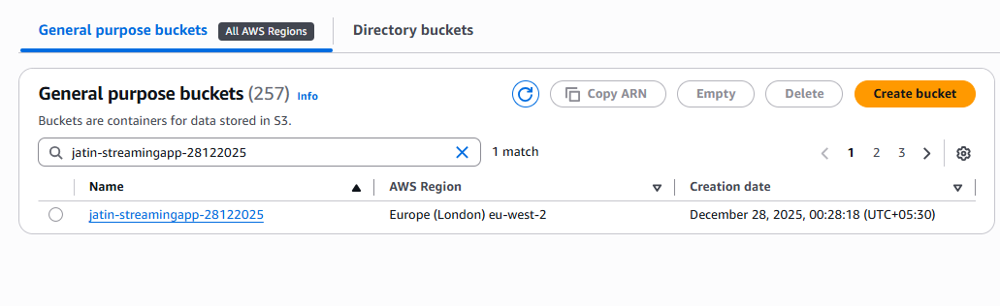 General purpose buckets All AWS Regions Directory buckets
General purpose buckets (257) Info
Copy ARN Empty Delete Create bucket
Buckets are containers for data stored in S3.
jatin-streamingapp-28122025 1 match 1 2 3
Name AWS Region Creation date
jatin-streamingapp-28122025 Europe (London) eu-west-2 December 28, 2025, 00:28:18 (UTC+05:30)